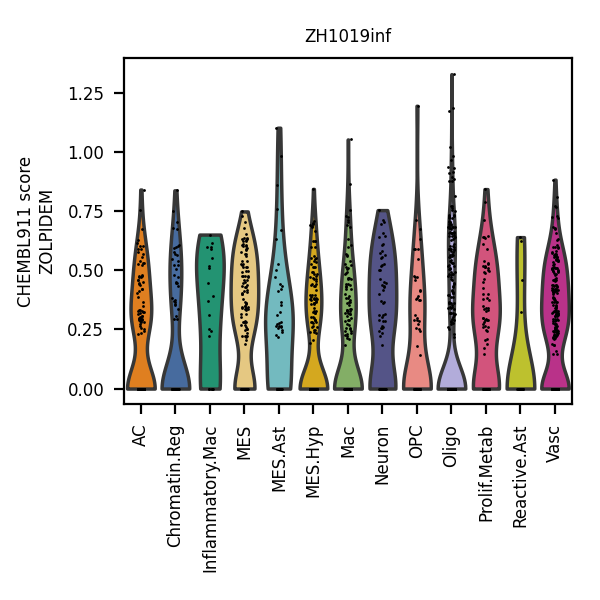 ZH1019inf
CHEMBL911 score
ZOLPIDEM
1.25
1.00
0.75
0.50
0.25
0.00
AC
Chromatin.Reg
Inflammatory.Mac
MES
MES.Ast
MES.Hyp
Mac
Neuron
OPC
Oligo
Prolif.Metab
Reactive.Ast
Vasc